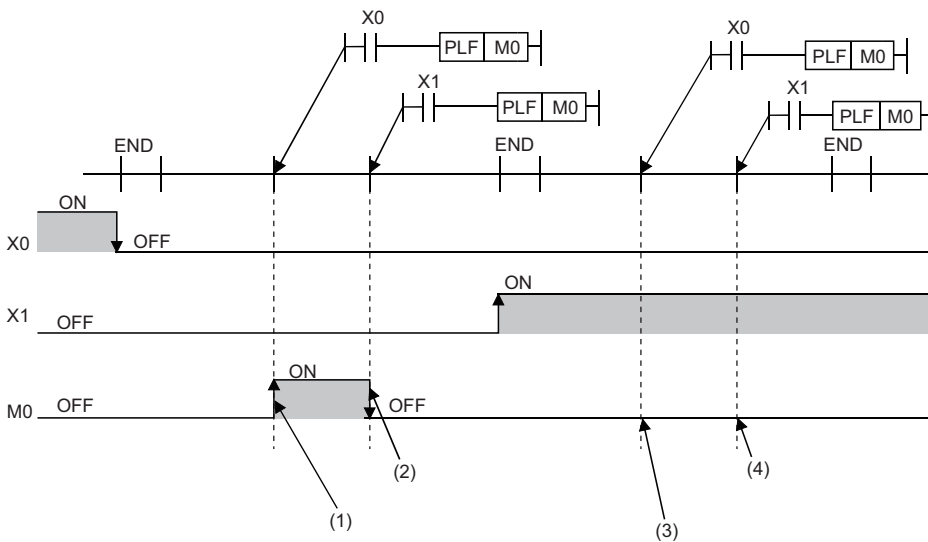 X0
PLF M0
X1
PLF M0
X0
PLF M0
X1
PLF M0
END
END
END
ON
X0
OFF
ON
X1
OFF
ON
M0
OFF
OFF
(1)
(2)
(3)
(4)